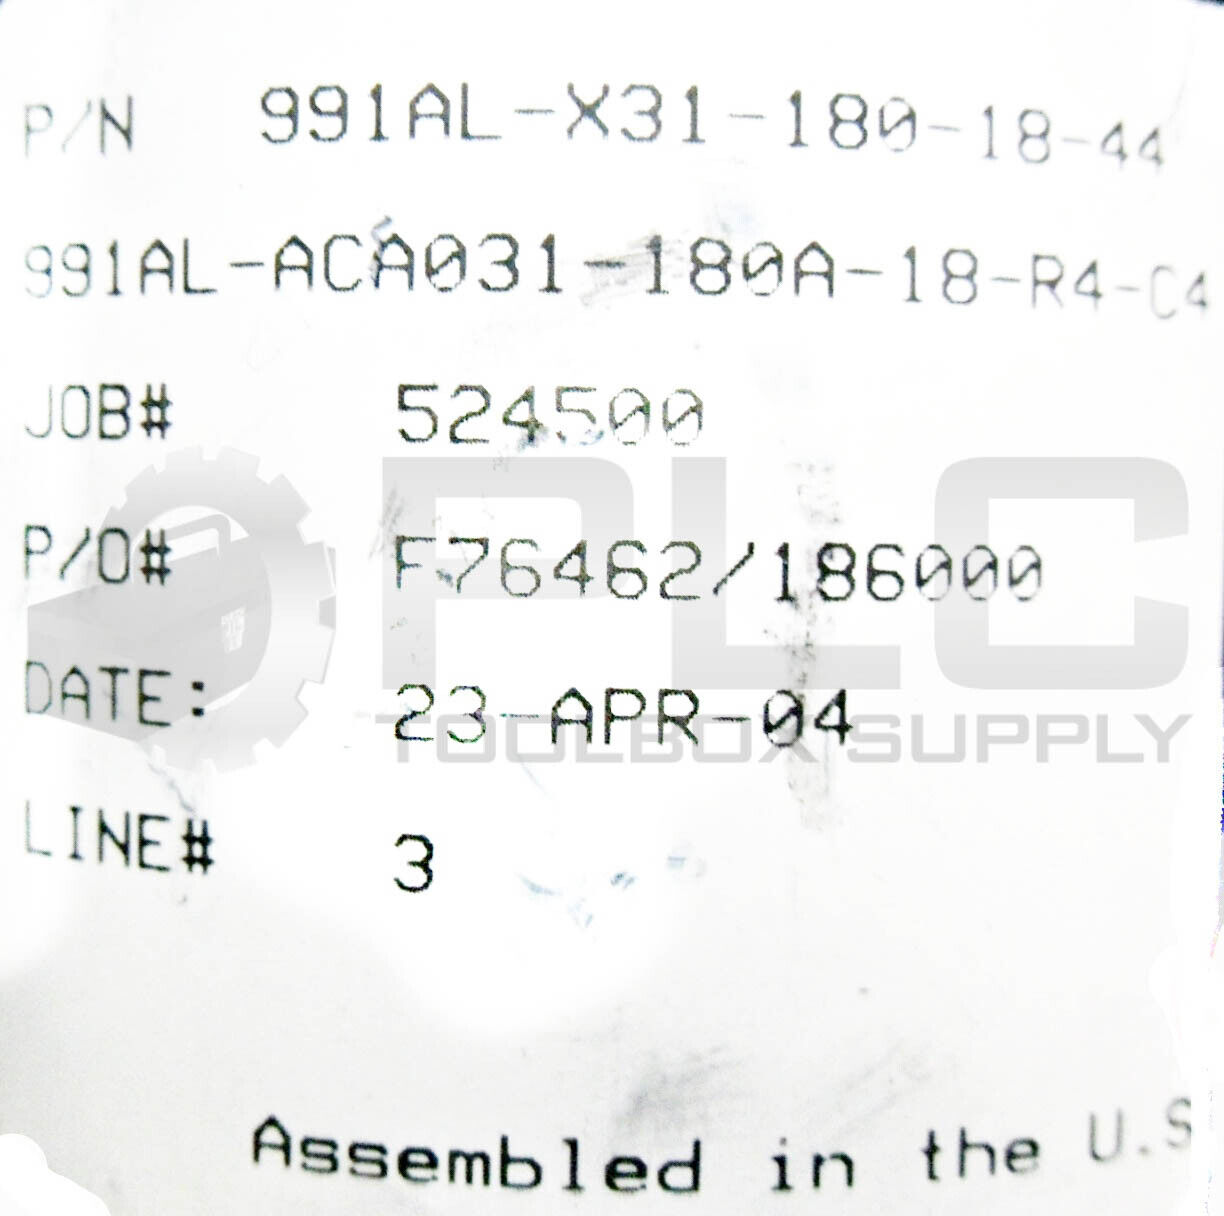 P/N 991AL-X31-180-18-44
991AL-ACA031-180A-18-R4-C4
JOB# 524500
P/O# F76462/186000
DATE: 23-APR-04
LINE# 3
PLC
TOOLBOX SUPPLY
Assembled in the U.S